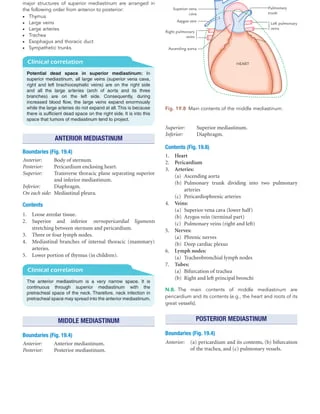 major structures of superior mediastinum are arranged in
the following order from anterior to posterior:
• Thymus
• Large veins
• Large arteries
• Trachea
• Esophagus and thoracic duct
• Sympathetic trunks
Clinical correlation
Potential dead space in superior mediastinum: In
superior mediastinum, all large veins (superior vena cava,
right and left brachiocephalic veins) are on the right side
and all the large arteries (arch of aorta and its three
branches) are on the left side. Consequently, during
increased blood flow, the large veins expand enormously
while the large arteries do not expand at all. This is because
there is sufficient dead space on the right side. It is into this
space that tumors of mediastinum tend to project.
ANTERIOR MEDIASTINUM
Boundaries (Fig. 19.4)
Anterior: Body of sternum.
Posterior: Pericardium enclosing heart.
Superior: Transverse thoracic plane separating superior
and inferior mediastinum.
Inferior: Diaphragm.
On each side: Mediastinal pleura.
Contents
1. Loose areolar tissue.
2. Superior and inferior sternopericardial ligaments
stretching between sternum and pericardium.
3. Three or four lymph nodes.
4. Mediastinal branches of internal thoracic (mammary)
arteries.
5. Lower portion of thymus (in children).
Clinical correlation
The anterior mediastinum is a very narrow space. It is
continuous through superior mediastinum with the
pretracheal space of the neck. Therefore, neck infection in
pretracheal space may spread into the anterior mediastinum.
MIDDLE MEDIASTINUM
Boundaries (Fig. 19.4)
Anterior: Anterior mediastinum.
Posterior: Posterior mediastinum.
Superior vena
cava
Azygos vein
Right pulmonary
veins
Ascending aorta
Pulmonary
trunk
Left pulmonary
veins
HEART
Fig. 19.8 Main contents of the middle mediastinum.
Superior: Superior mediastinum.
Inferior: Diaphragm.
Contents (Fig. 19.8)
1. Heart
2. Pericardium
3. Arteries:
(a) Ascending aorta
(b) Pulmonary trunk dividing into two pulmonary
arteries
(c) Pericardiophrenic arteries
4. Veins:
(a) Superior vena cava (lower half)
(b) Azygos vein (terminal part)
(c) Pulmonary veins (right and left)
5. Nerves:
(a) Phrenic nerves
(b) Deep cardiac plexus
6. Lymph nodes:
(a) Tracheobronchial lymph nodes
7. Tubes:
(a) Bifurcation of trachea
(b) Right and left principal bronchi
N.B. The main contents of middle mediastinum are
pericardium and its contents (e.g., the heart and roots of its
great vessels).
POSTERIOR MEDIASTINUM
Boundaries (Fig. 19.4)
Anterior: (a) pericardium and its contents, (b) bifurcation
of the trachea, and (c) pulmonary vessels.